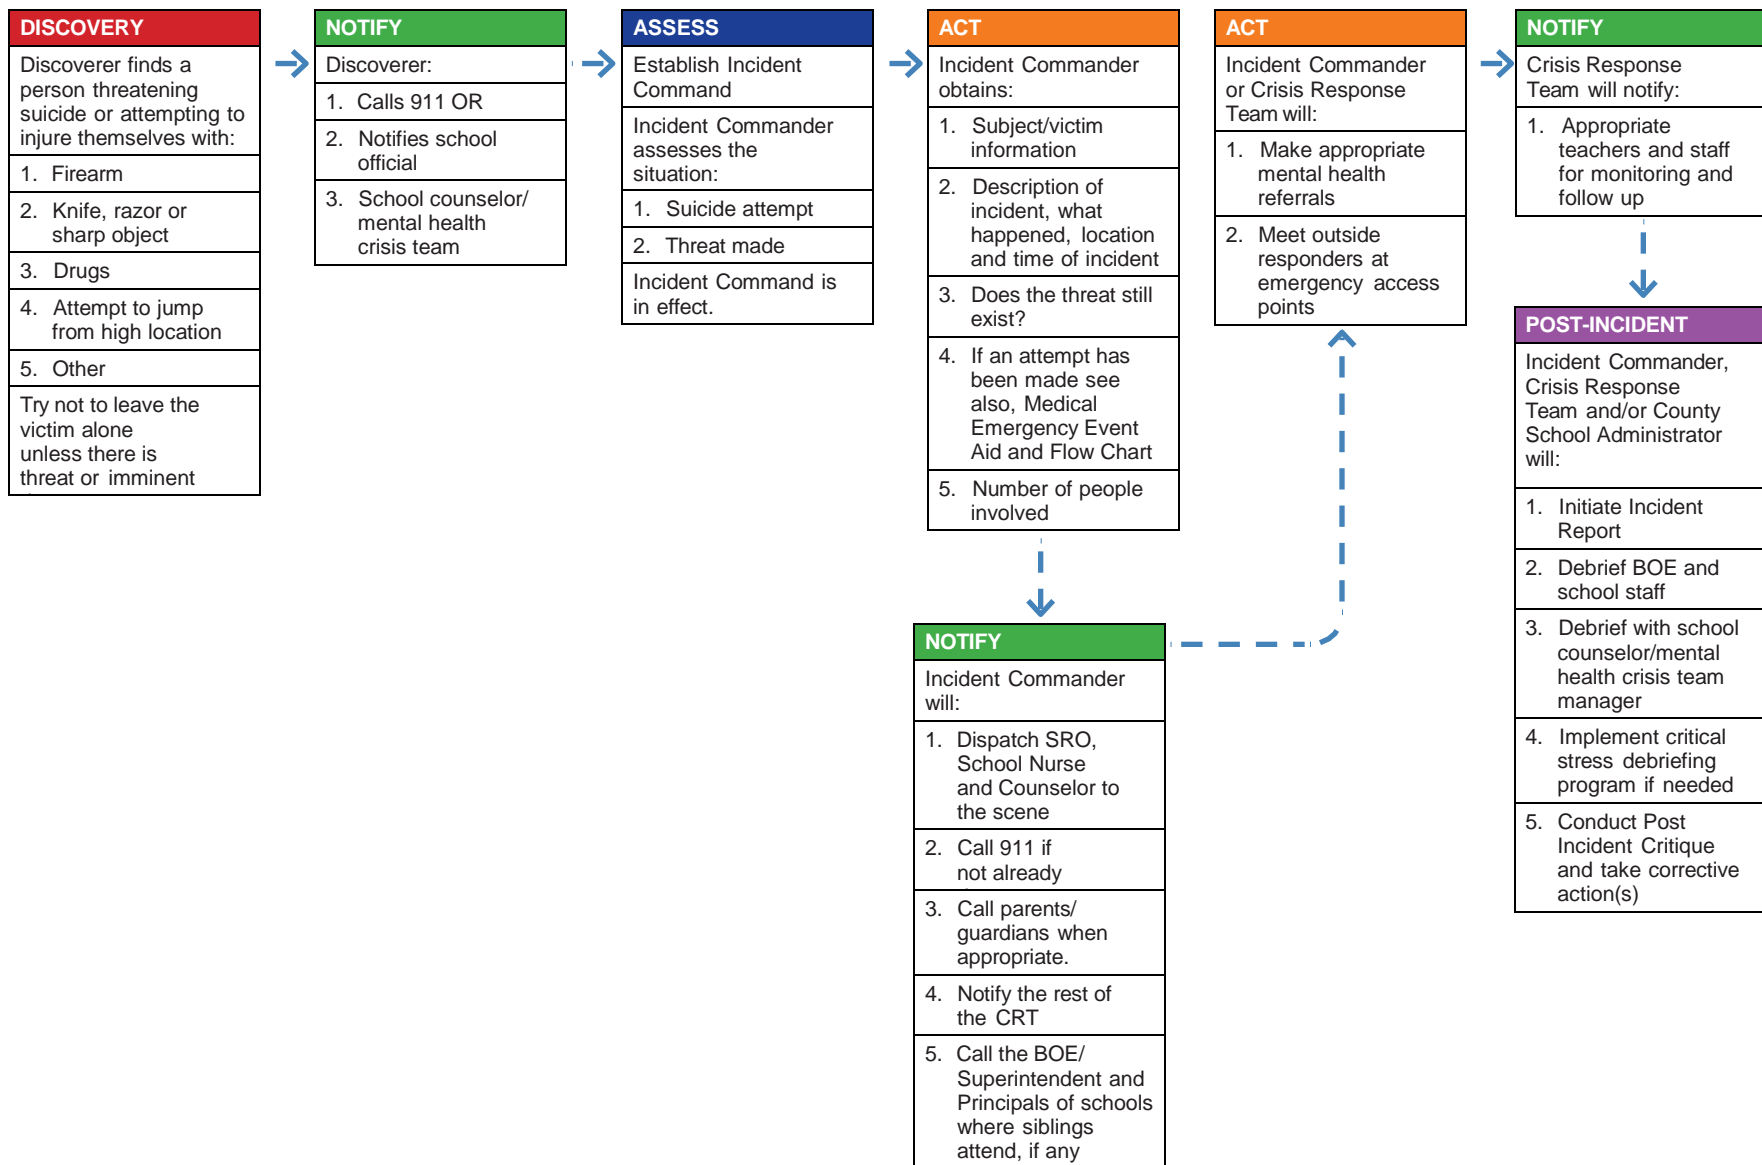 DISCOVERY
Discoverer finds a
person threatening
suicide or attempting to
injure themselves with:
1. Firearm
2. Knife, razor or
sharp object
3. Drugs
4. Attempt to jump
from high location
5. Other
Try not to leave the
victim alone
unless there is
threat or imminent
NOTIFY
Discoverer:
1. Calls 911 OR
2. Notifies school
official
3. School counselor/
mental health
crisis team
ASSESS
Establish Incident
Command
Incident Commander
assesses the
situation:
1. Suicide attempt
2. Threat made
Incident Command is
in effect.
ACT
Incident Commander
obtains:
1. Subject/victim
information
2. Description of
incident, what
happened, location
and time of incident
3. Does the threat still
exist?
4. If an attempt has
been made see
also, Medical
Emergency Event
Aid and Flow Chart
5. Number of people
involved
NOTIFY
Incident Commander
will:
1. Dispatch SRO,
School Nurse
and Counselor to
the scene
2. Call 911 if
not already
3. Call parents/
guardians when
appropriate.
4. Notify the rest of
the CRT
5. Call the BOE/
Superintendent and
Principals of schools
where siblings
attend, if any
ACT
Incident Commander
or Crisis Response
Team will:
1. Make appropriate
mental health
referrals
2. Meet outside
responders at
emergency access
points
NOTIFY
Crisis Response
Team will notify:
1. Appropriate
teachers and staff
for monitoring and
follow up
POST-INCIDENT
Incident Commander,
Crisis Response
Team and/or County
School Administrator
will:
1. Initiate Incident
Report
2. Debrief BOE and
school staff
3. Debrief with school
counselor/mental
health crisis team
manager
4. Implement critical
stress debriefing
program if needed
5. Conduct Post
Incident Critique
and take corrective
action(s)